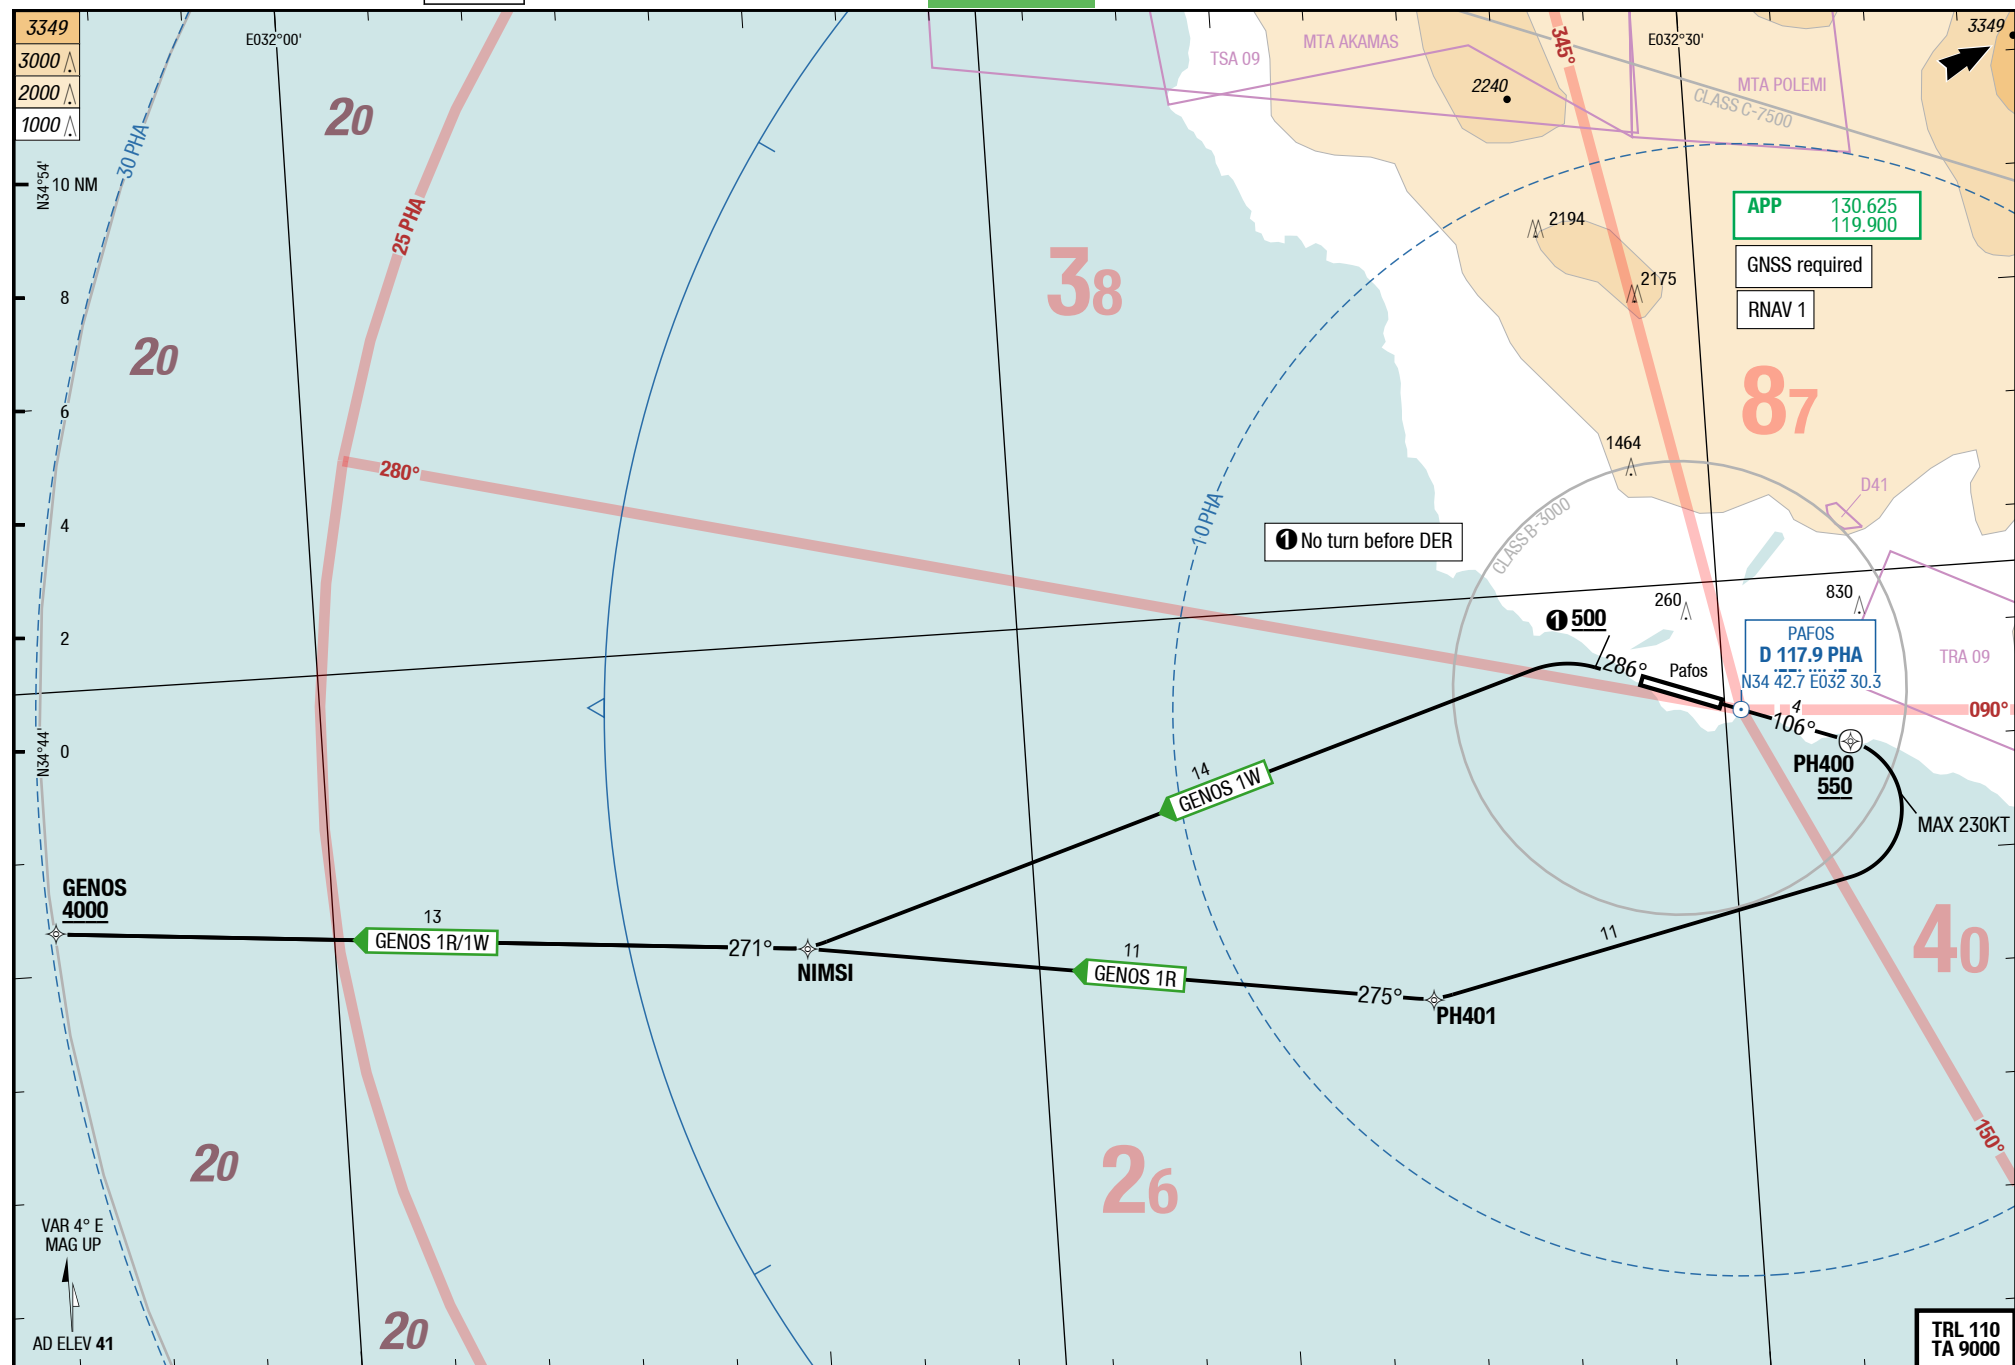 3349
3000
2000
1000
E032°00'
20
30 PHA
N34°54'
10 NM
25 PHA
8
20
6
4
2
0
N34°44'
280°
38
TSA 09
MTA AKAMAS
345°
E032°30'
3349
2240
MTA POLEMI
CLASS C-7500
2194
2175
APP 130.625
119.900
GNSS required
RNAV 1
87
1464
D41
10 PHA
CLASS B-3000
1 No turn before DER
1 500
286°
Pafos
260
830
PAFOS
D 117.9 PHA
N34 42.7 E032 30.3
TRA 09
090°
4
106°
PH400
550
MAX 230KT
14
GENOS 1W
GENOS
4000
13
GENOS 1R/1W
271°
NIMSI
11
GENOS 1R
275°
PH401
11
40
150°
20
26
20
VAR 4° E
MAG UP
AD ELEV 41
TRL 110
TA 9000